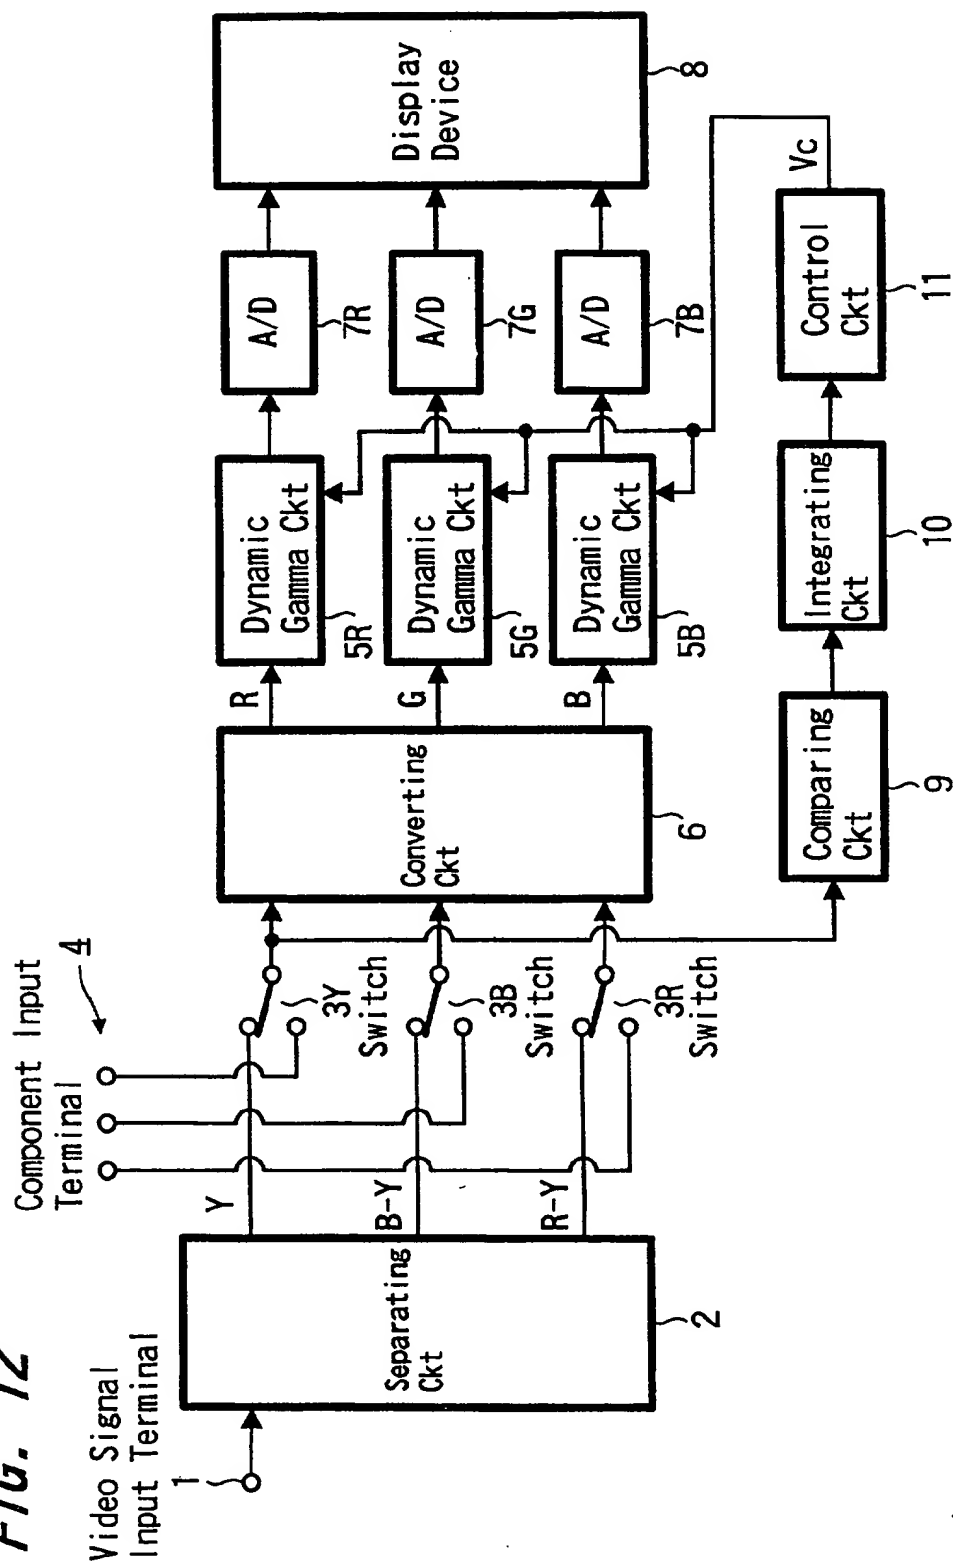 FIG. 12
Video Signal
Input Terminal
1
Component Input
Terminal
4
Separating
Ckt
2
Y
B-Y
R-Y
3Y
Switch
3B
Switch
3R
Switch
Converting
Ckt
6
R
G
B
Dynamic
Gamma Ckt
5R
Dynamic
Gamma Ckt
5G
Dynamic
Gamma Ckt
5B
A/D
7R
A/D
7G
A/D
7B
Display
Device
8
Comparing
Ckt
9
Integrating
Ckt
10
Control
Ckt
11
Vc